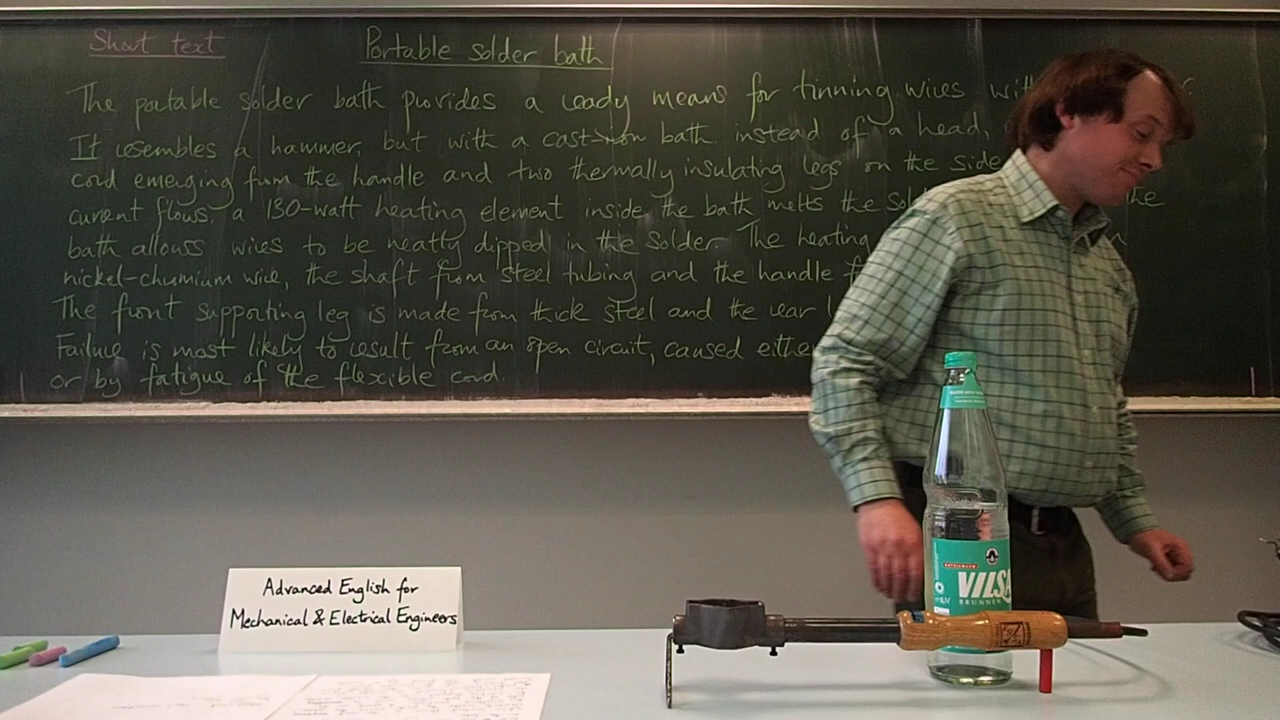 Short text
Portable solder bath
The portable solder bath provides a ready means for tinning wires with
It resembles a hammer, but with a cast-iron bath instead of a head,
cord emerging from the handle and two thermally insulating legs on the side
current flows, a 130-watt heating element inside the bath melts the sol the
bath allows wires to be neatly dipped in the solder. The heating
nickel-chromium wire, the shaft from steel tubing and the handle f
The front supporting leg is made from thick steel and the rear l
Failure is most likely to result from an open circuit, caused either
or by fatigue of the flexible cord.
Advanced English for
Mechanical & Electrical Engineers
VILSA
BRUNNEN